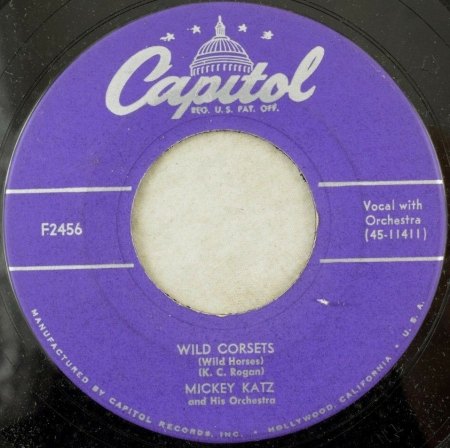 Capitol
REG. U.S. PAT. OFF.
F2456
Vocal with
Orchestra
(45-11411)
WILD CORSETS
(Wild Horses)
(K. C. Rogan)
MICKEY KATZ
and His Orchestra
MANUFACTURED BY CAPITOL RECORDS, INC. • HOLLYWOOD, CALIFORNIA • U.S.A.